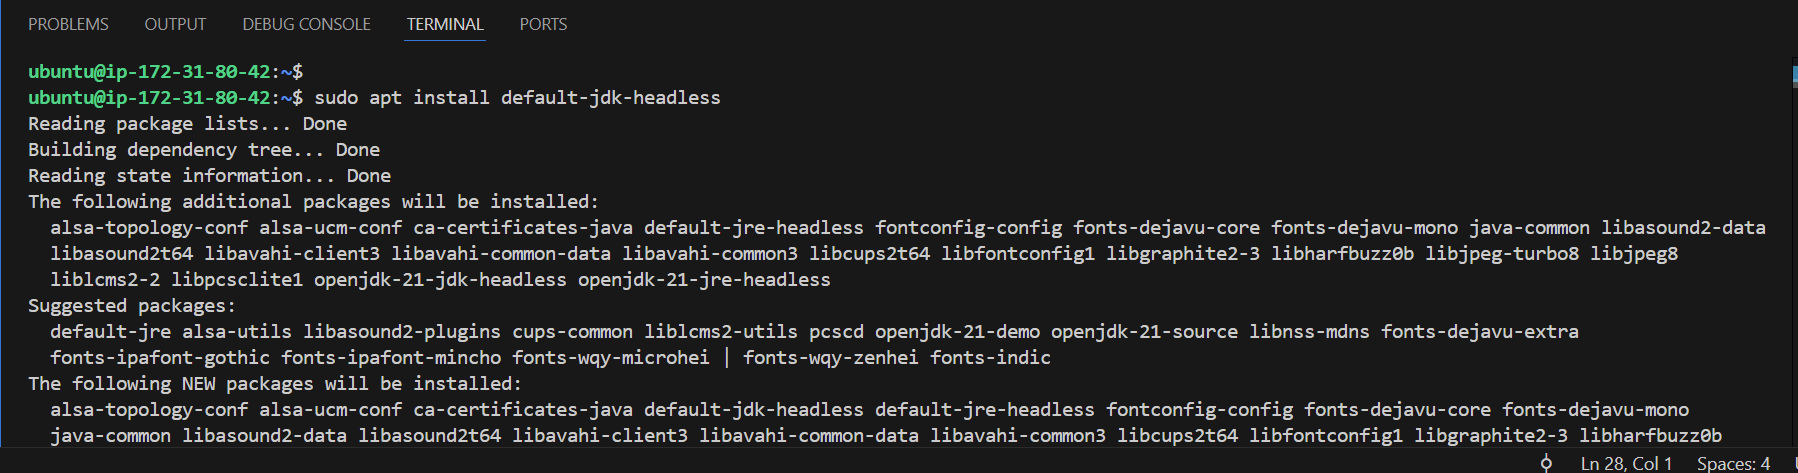 PROBLEMS OUTPUT DEBUG CONSOLE TERMINAL PORTS
ubuntu@ip-172-31-80-42:~$
ubuntu@ip-172-31-80-42:~$ sudo apt install default-jdk-headless
Reading package lists... Done
Building dependency tree... Done
Reading state information... Done
The following additional packages will be installed:
  alsa-topology-conf alsa-ucm-conf ca-certificates-java default-jre-headless fontconfig-config fonts-dejavu-core fonts-dejavu-mono java-common libasound2-data
  libasound2t64 libavahi-client3 libavahi-common-data libavahi-common3 libcups2t64 libfontconfig1 libgraphite2-3 libharfbuzz0b libjpeg-turbo8 libjpeg8
  liblcms2-2 libpcsclite1 openjdk-21-jdk-headless openjdk-21-jre-headless
Suggested packages:
  default-jre alsa-utils libasound2-plugins cups-common liblcms2-utils pcscd openjdk-21-demo openjdk-21-source libnss-mdns fonts-dejavu-extra
  fonts-ipafont-gothic fonts-ipafont-mincho fonts-wqy-microhei | fonts-wqy-zenhei fonts-indic
The following NEW packages will be installed:
  alsa-topology-conf alsa-ucm-conf ca-certificates-java default-jdk-headless default-jre-headless fontconfig-config fonts-dejavu-core fonts-dejavu-mono
  java-common libasound2-data libasound2t64 libavahi-client3 libavahi-common-data libavahi-common3 libcups2t64 libfontconfig1 libgraphite2-3 libharfbuzz0b
Ln 28, Col 1 Spaces: 4